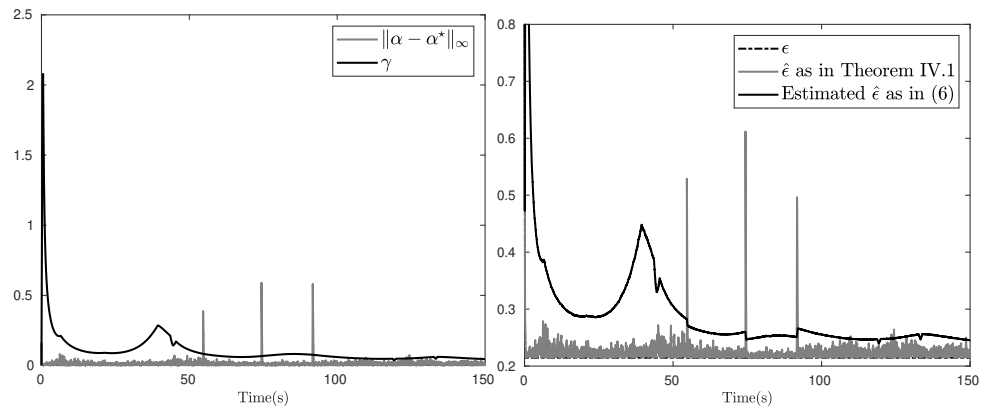 2.5
2
1.5
1
0.5
0
0 50 100 150
Time(s)
‖α − α⋆‖∞
γ
0.8
0.7
0.6
0.5
0.4
0.3
0.2
0 50 100 150
Time(s)
ϵ
ϵ̂ as in Theorem IV.1
Estimated ϵ̂ as in (6)